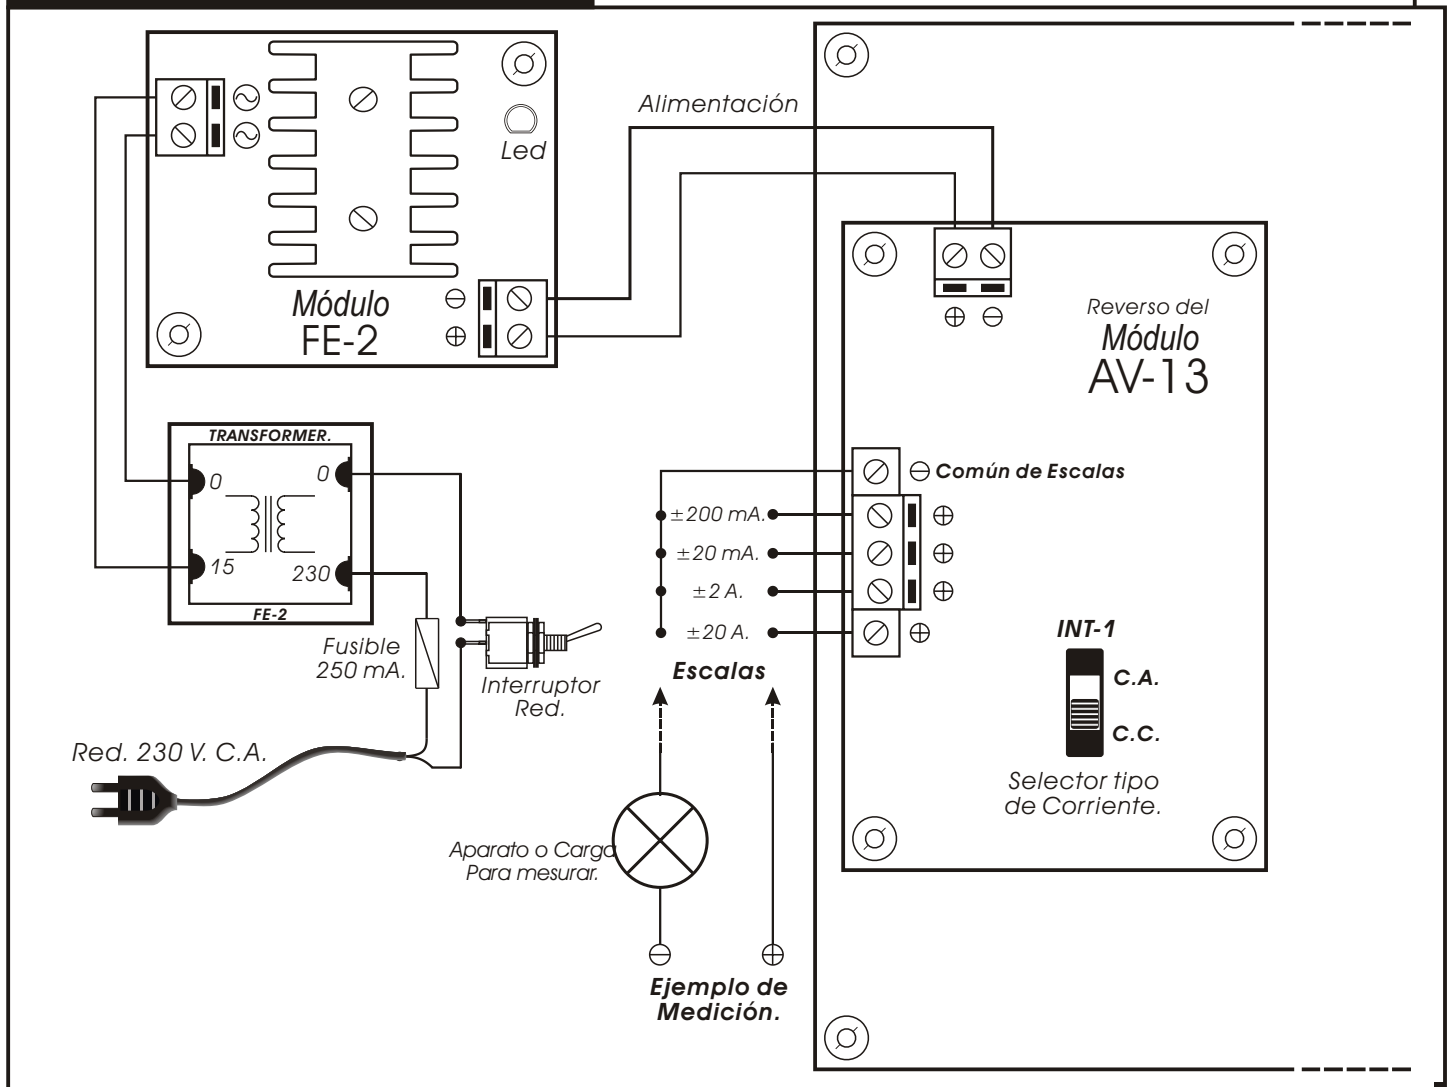 Alimentación
Led
Módulo
FE-2
Reverso del
Módulo
AV-13
TRANSFORMER.
0
0
15
230
FE-2
Común de Escalas
±200 mA.
±20 mA.
±2 A.
±20 A.
Escalas
INT-1
C.A.
C.C.
Selector tipo
de Corriente.
Fusible
250 mA.
Interruptor
Red.
Red. 230 V. C.A.
Aparato o Carga
Para mesurar.
Ejemplo de
Medición.